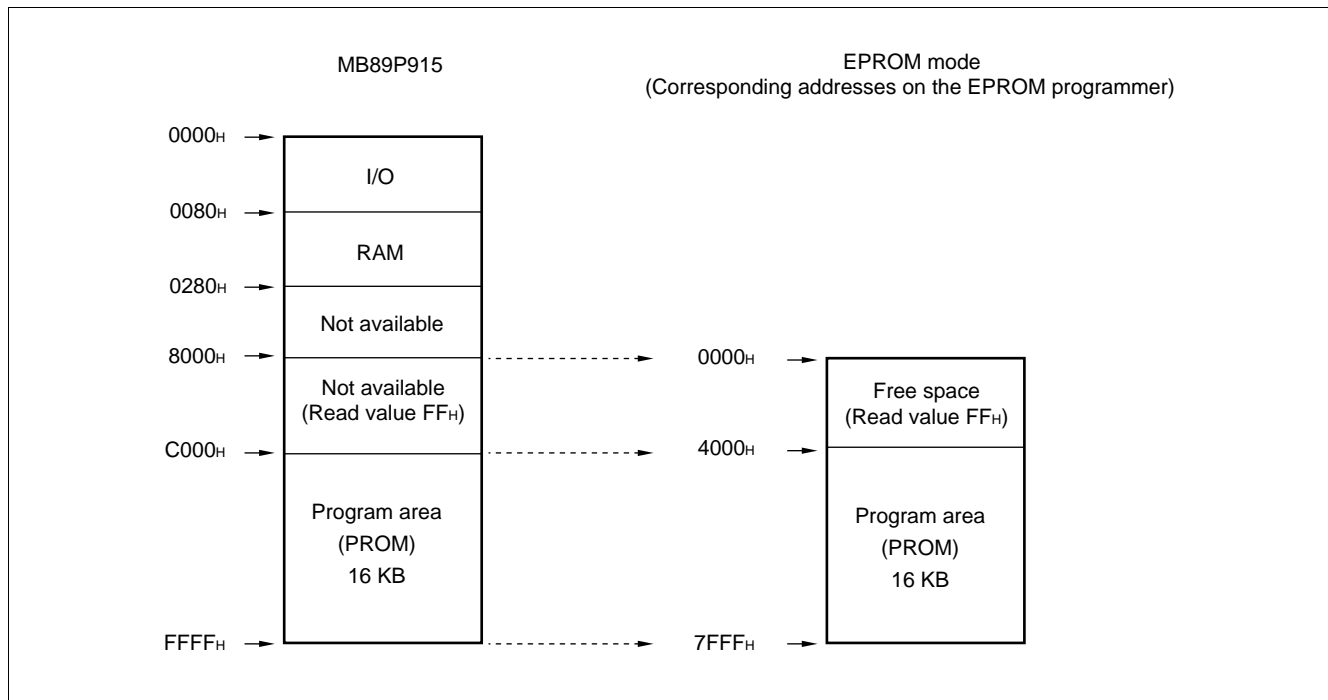 MB89P915
EPROM mode
(Corresponding addresses on the EPROM programmer)
0000H
I/O
0080H
RAM
0280H
Not available
8000H
0000H
Not available
(Read value FFH)
Free space
(Read value FFH)
C000H
4000H
Program area
(PROM)
16 KB
Program area
(PROM)
16 KB
FFFFH
7FFFH